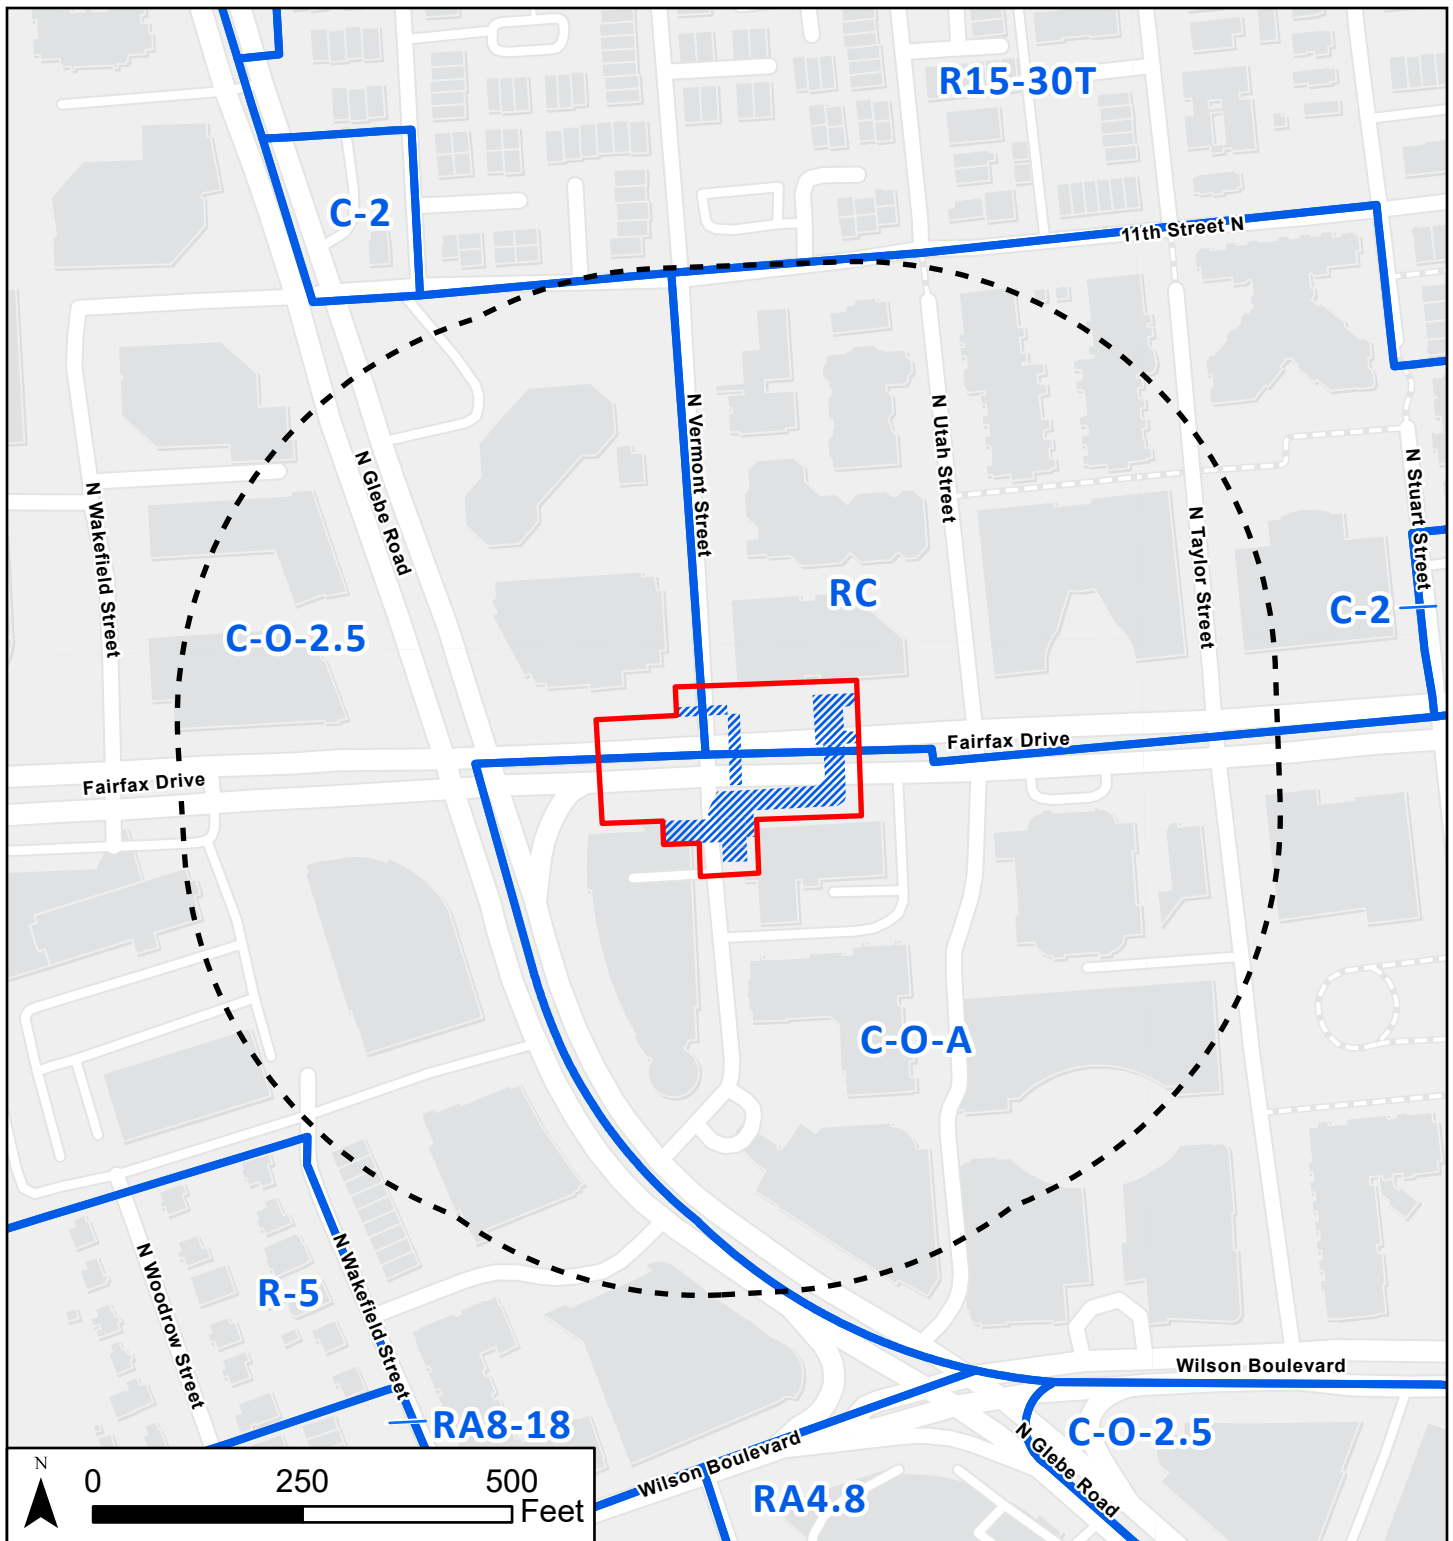 R15-30T
C-2
11th Street N
N Vermont Street
N Utah Street
N Glebe Road
N Wakefield Street
N Stuart Street
N Taylor Street
RC
C-2
C-O-2.5
Fairfax Drive
Fairfax Drive
C-O-A
N Woodrow Street
R-5
N Wakefield Street
Wilson Boulevard
RA8-18
C-O-2.5
Wilson Boulevard
N Glebe Road
RA4.8
N
0 250 500
Feet